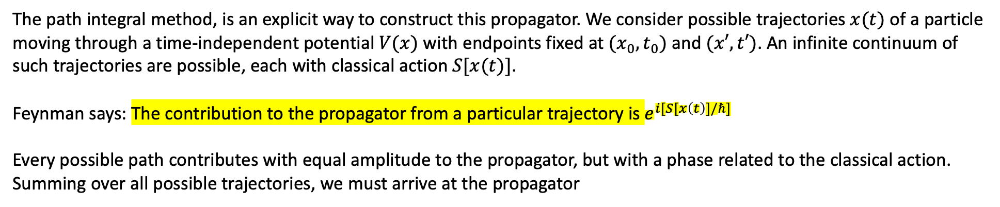 The path integral method, is an explicit way to construct this propagator. We consider possible trajectories x(t) of a particle
moving through a time-independent potential V(x) with endpoints fixed at (x₀, t₀) and (x′, t′). An infinite continuum of
such trajectories are possible, each with classical action S[x(t)].
Feynman says: The contribution to the propagator from a particular trajectory is e^{i[S[x(t)]/ħ]}
Every possible path contributes with equal amplitude to the propagator, but with a phase related to the classical action.
Summing over all possible trajectories, we must arrive at the propagator